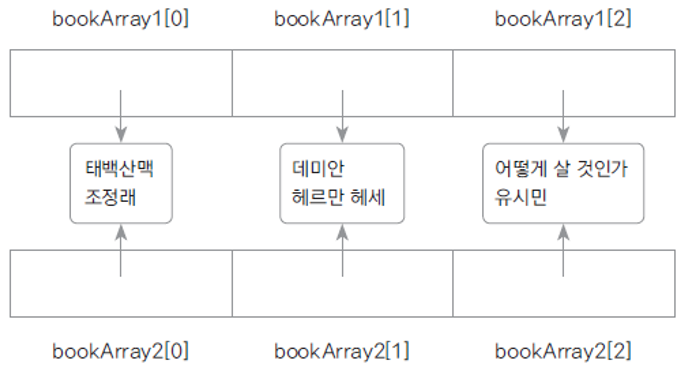 bookArray1[0] bookArray1[1] bookArray1[2]
태백산맥
조정래
데미안
헤르만 헤세
어떻게 살 것인가
유시민
bookArray2[0] bookArray2[1] bookArray2[2]